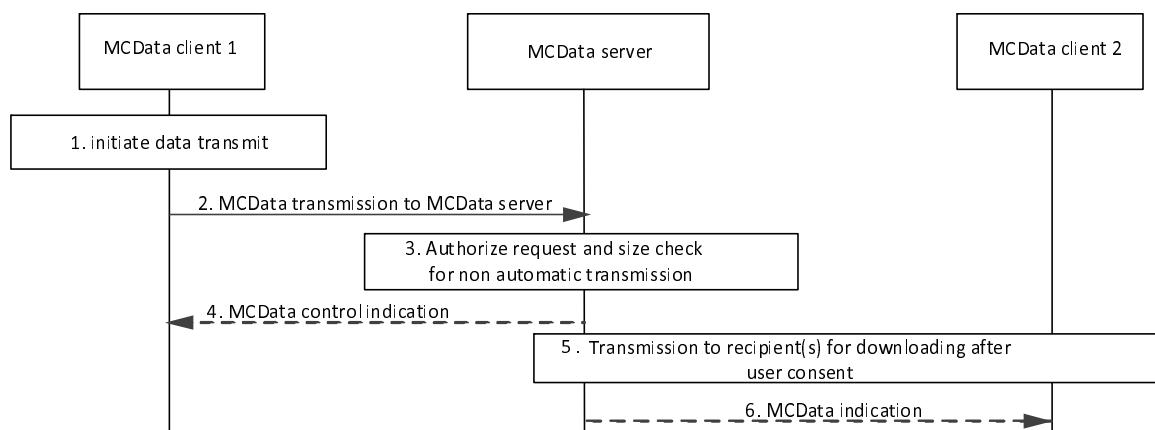 MCData client 1
MCData server
MCData client 2
1. initiate data transmit
2. MCData transmission to MCData server
3. Authorize request and size check
for non automatic transmission
4. MCData control indication
5 . Transmission to recipient(s) for downloading after
user consent
6. MCData indication